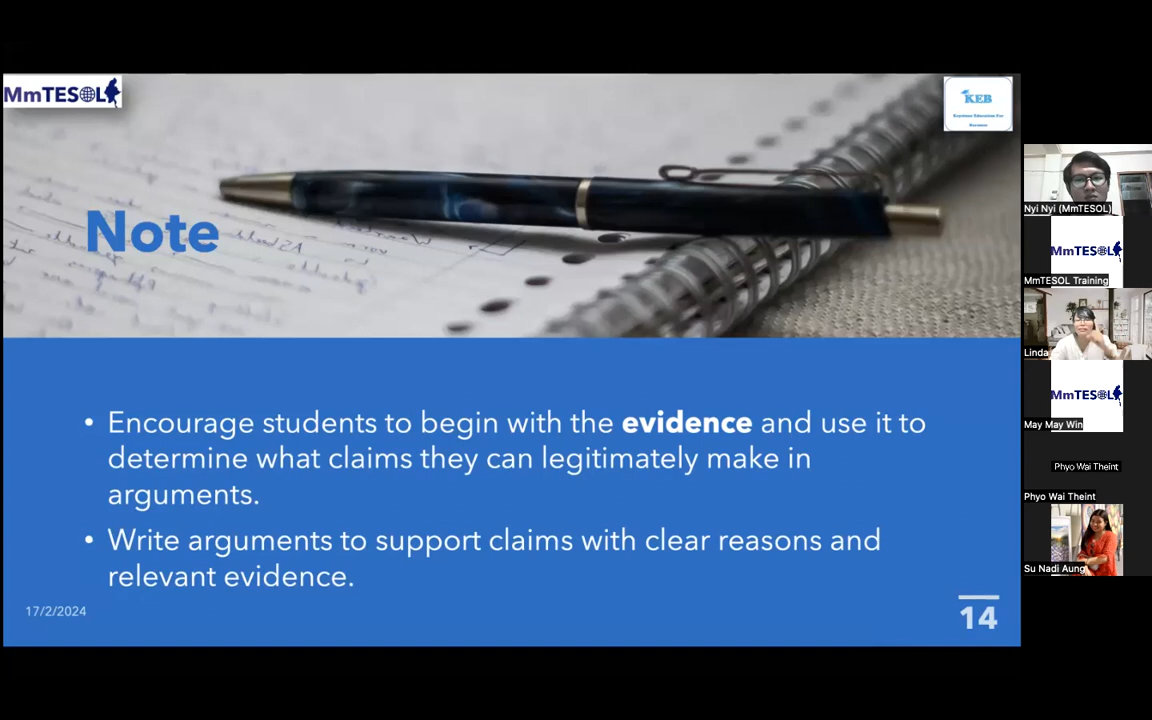 MmTESOL
KEB
Note
• Encourage students to begin with the evidence and use it to
determine what claims they can legitimately make in
arguments.
• Write arguments to support claims with clear reasons and
relevant evidence.
17/2/2024
14
Nyi Nyi (MmTESOL)
MmTESOL
MmTESOL Training
Linda
MmTESOL
May May Win
Phyo Wai Theint
Phyo Wai Theint
Su Nadi Aung